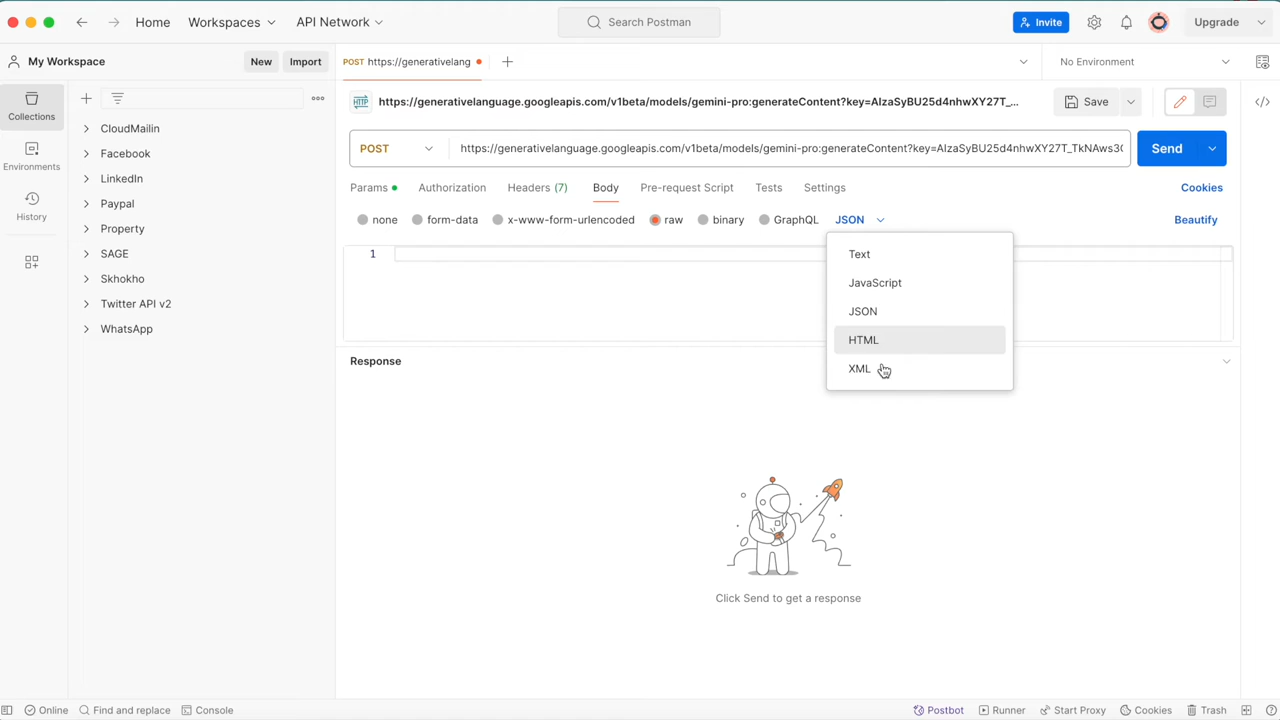 Home
Workspaces
API Network
Search Postman
Invite
Upgrade
My Workspace
New
Import
POST https://generativelang
No Environment
Collections
Environments
History
CloudMailin
Facebook
LinkedIn
Paypal
Property
SAGE
Skhokho
Twitter API v2
WhatsApp
HTTP
https://generativelanguage.googleapis.com/v1beta/models/gemini-pro:generateContent?key=AIzaSyBU25d4nhwXY27T_...
Save
POST
https://generativelanguage.googleapis.com/v1beta/models/gemini-pro:generateContent?key=AIzaSyBU25d4nhwXY27T_TkNAws3G
Send
Params
Authorization
Headers (7)
Body
Pre-request Script
Tests
Settings
Cookies
none
form-data
x-www-form-urlencoded
raw
binary
GraphQL
JSON
Beautify
1
Text
JavaScript
JSON
HTML
XML
Response
Click Send to get a response
Online
Find and replace
Console
Postbot
Runner
Start Proxy
Cookies
Trash